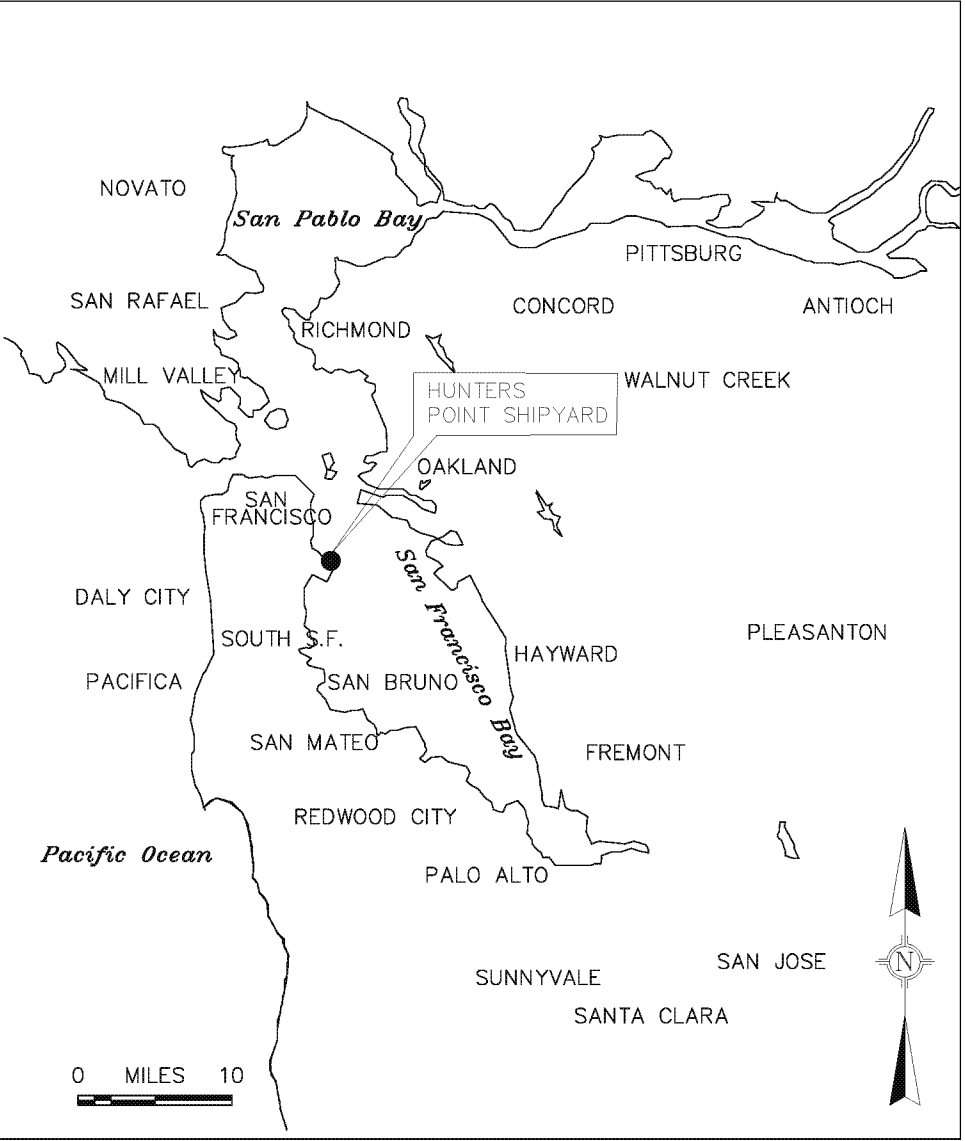 NOVATO
San Pablo Bay
PITTSBURG
SAN RAFAEL
CONCORD
ANTIOCH
RICHMOND
MILL VALLEY
HUNTERS
POINT SHIPYARD
WALNUT CREEK
OAKLAND
SAN
FRANCISCO
DALY CITY
San Francisco Bay
SOUTH S.F.
HAYWARD
PLEASANTON
PACIFICA
SAN BRUNO
SAN MATEO
FREMONT
REDWOOD CITY
Pacific Ocean
PALO ALTO
SUNNYVALE
SAN JOSE
N
SANTA CLARA
0 MILES 10